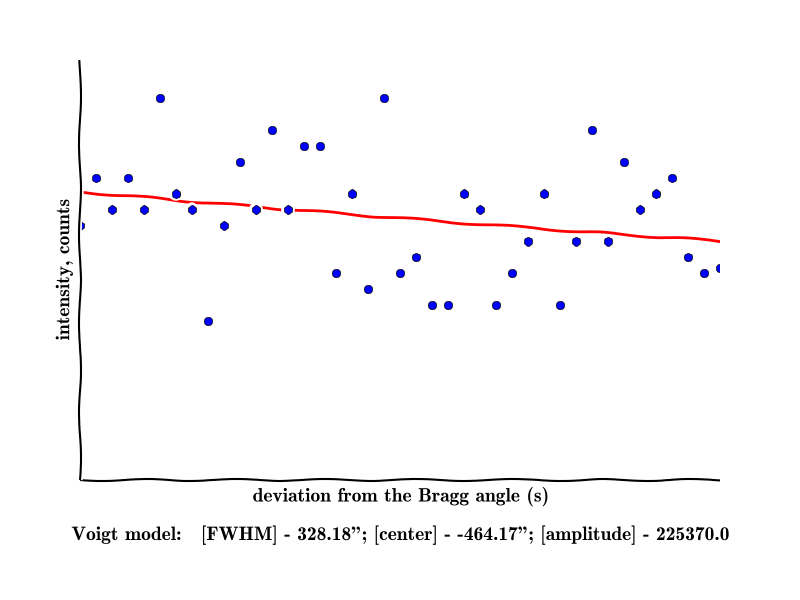 intensity, counts
deviation from the Bragg angle (s)
Voigt model: [FWHM] - 328.18”; [center] - -464.17”; [amplitude] - 225370.0